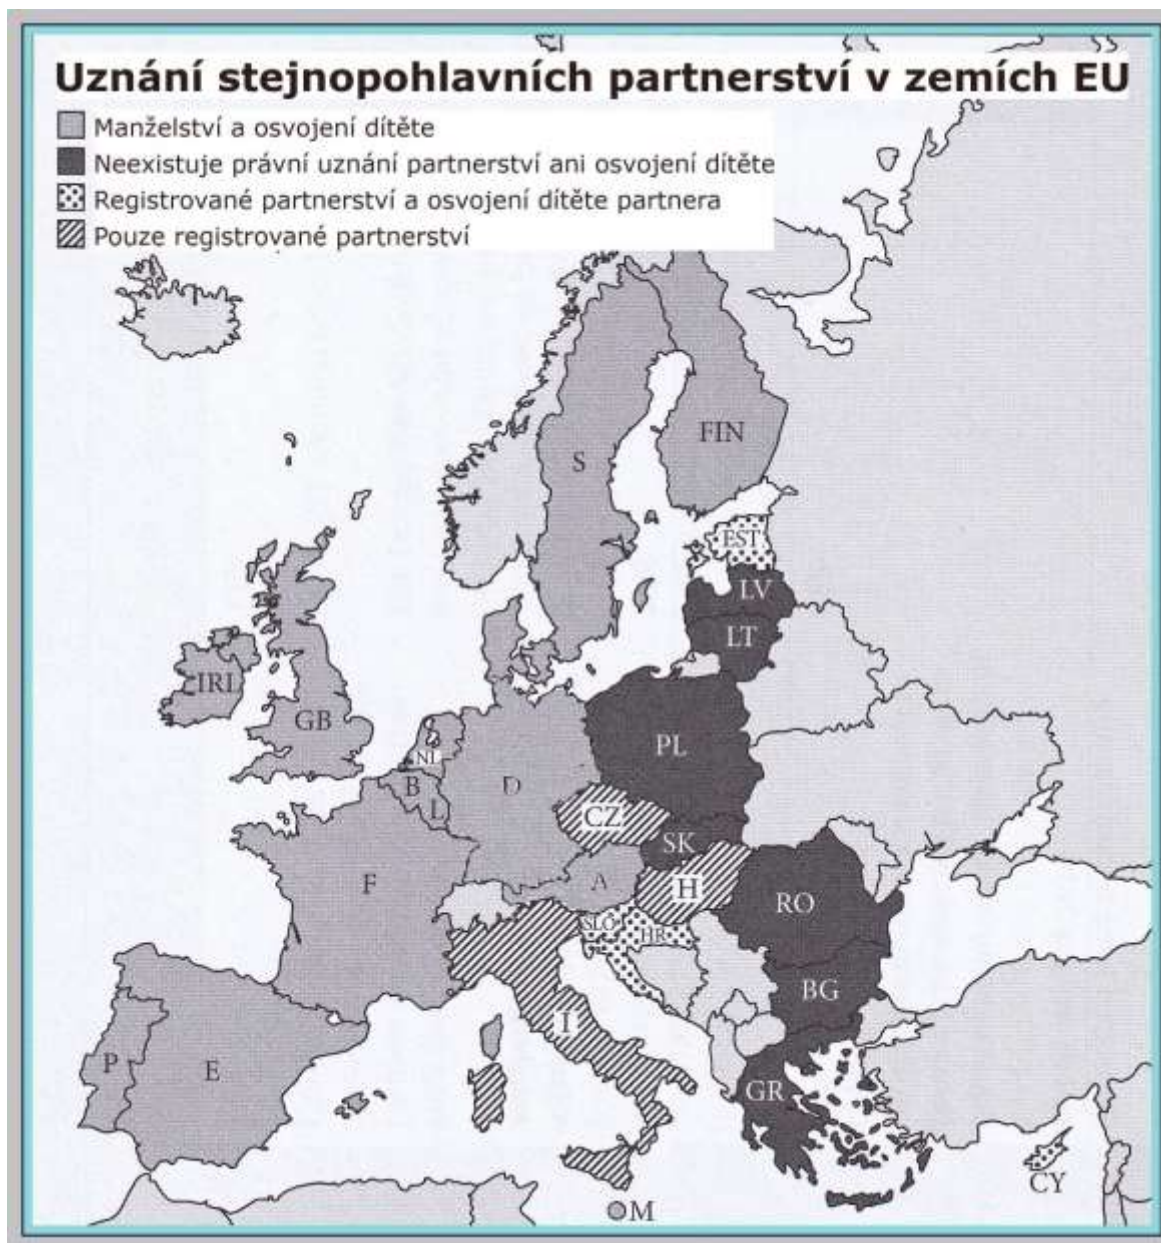 Uznání stejnopohlavních partnerství v zemích EU
Manželství a osvojení dítěte
Neexistuje právní uznání partnerství ani osvojení dítěte
Registrované partnerství a osvojení dítěte partnera
Pouze registrované partnerství
FIN
S
EST
LV
LT
IRL
GB
NL
PL
B
D
L
CZ
SK
F
A
H
RO
SLO
HR
BG
I
P
E
GR
CY
M